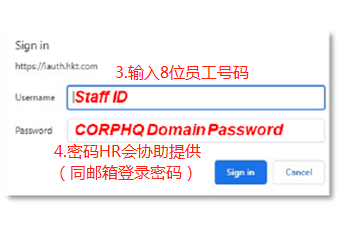 Sign in
https://iauth.hkt.com
3.输入8位员工号码
Username
Staff ID
Password
CORPHQ Domain Password
4.密码HR会协助提供
（同邮箱登录密码）
Sign in
Cancel